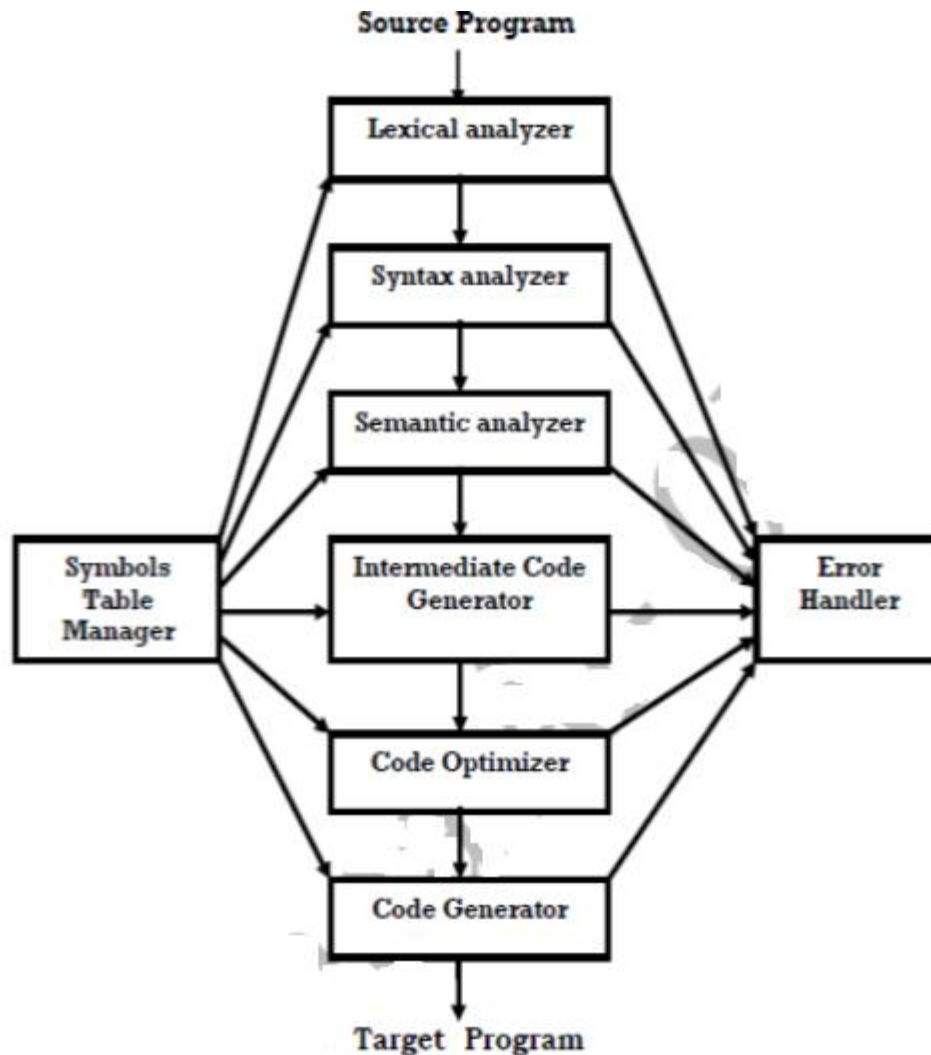 Source Program
Lexical analyzer
Syntax analyzer
Semantic analyzer
Symbols
Table
Manager
Intermediate Code
Generator
Error
Handler
Code Optimizer
Code Generator
Target Program